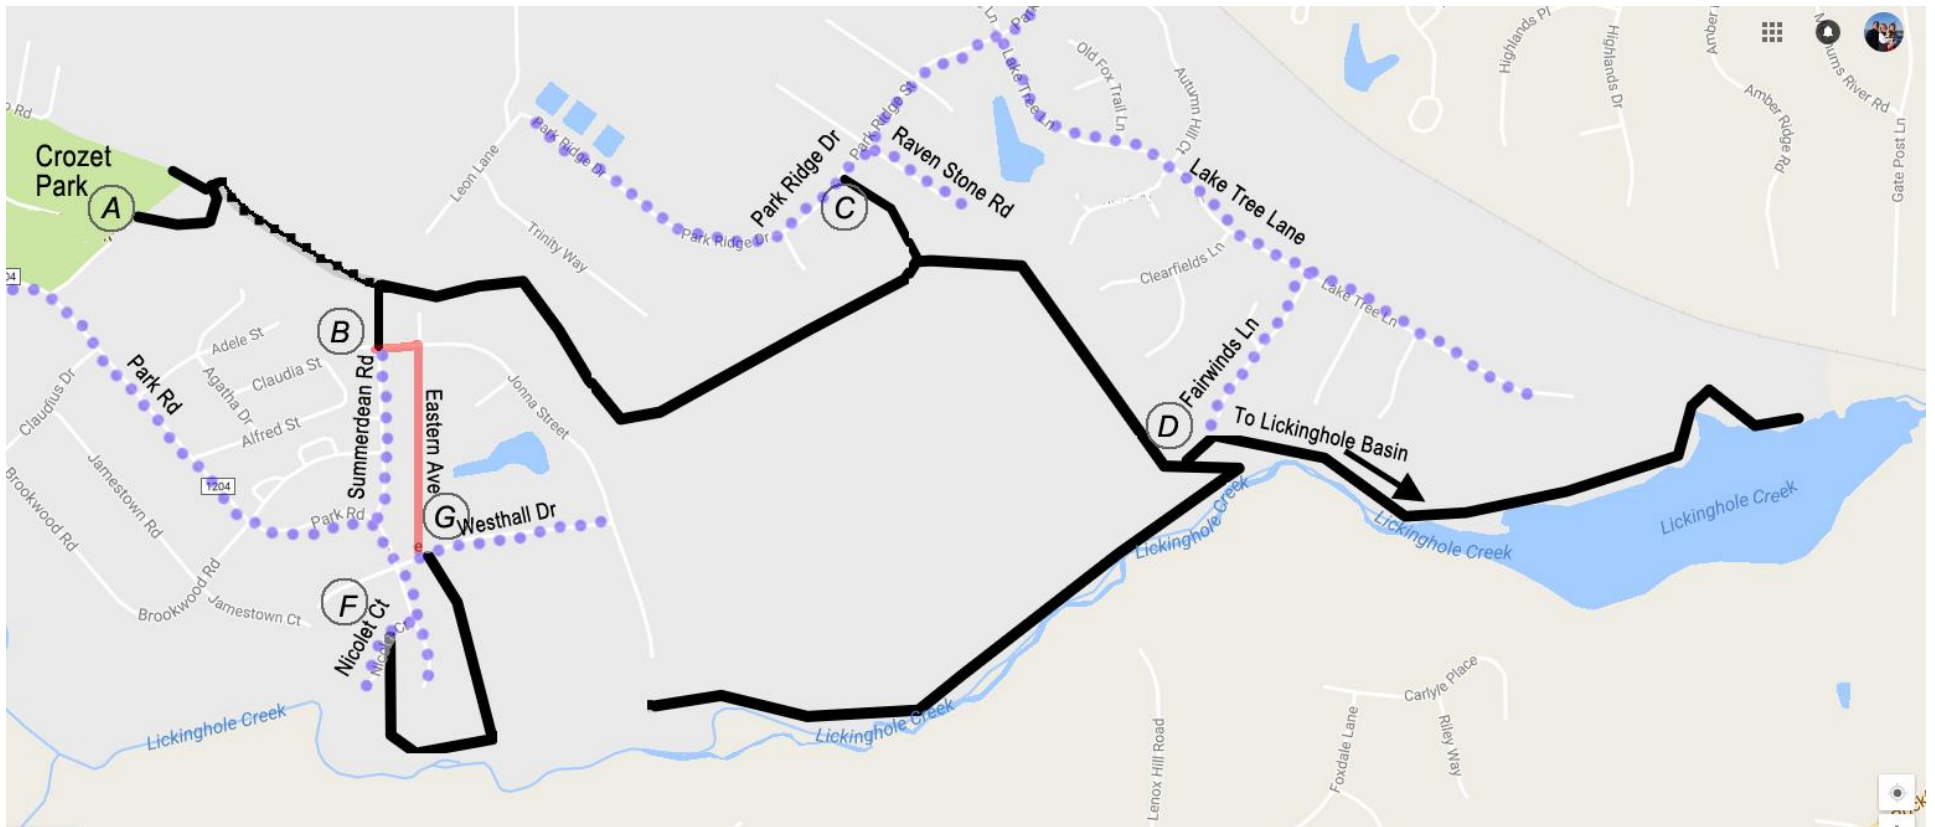 Crozet
Park
A
B
C
D
F
G
Park Ridge Dr
Park Ridge Dr
Park Ridge Dr
Park Ridge St
Park Ridge St
Raven Stone Rd
Lake Tree Ln
Lake Tree Lane
Lake Tree Ln
Old Fox Trail Ln
Autumn Hill Ct
Highlands Pl
Highlands Dr
Amber Ridge Rd
Gate Post Ln
Leon Lane
Trinity Way
Clearfields Ln
Fairwinds Ln
To Lickinghole Basin
Adele St
Claudia St
Agatha Dr
Alfred St
Claudius Dr
Park Rd
Park Rd
1204
Jamestown Rd
Brookwood Rd
Brookwood Rd
Jamestown Ct
Summerdean Rd
Eastern Ave
Jonna Street
Westhall Dr
Nicolet Ct
Lickinghole Creek
Lickinghole Creek
Lickinghole Creek
Lickinghole Creek
Lickinghole Creek
Lenox Hill Road
Foxdale Lane
Carlyle Place
Riley Way